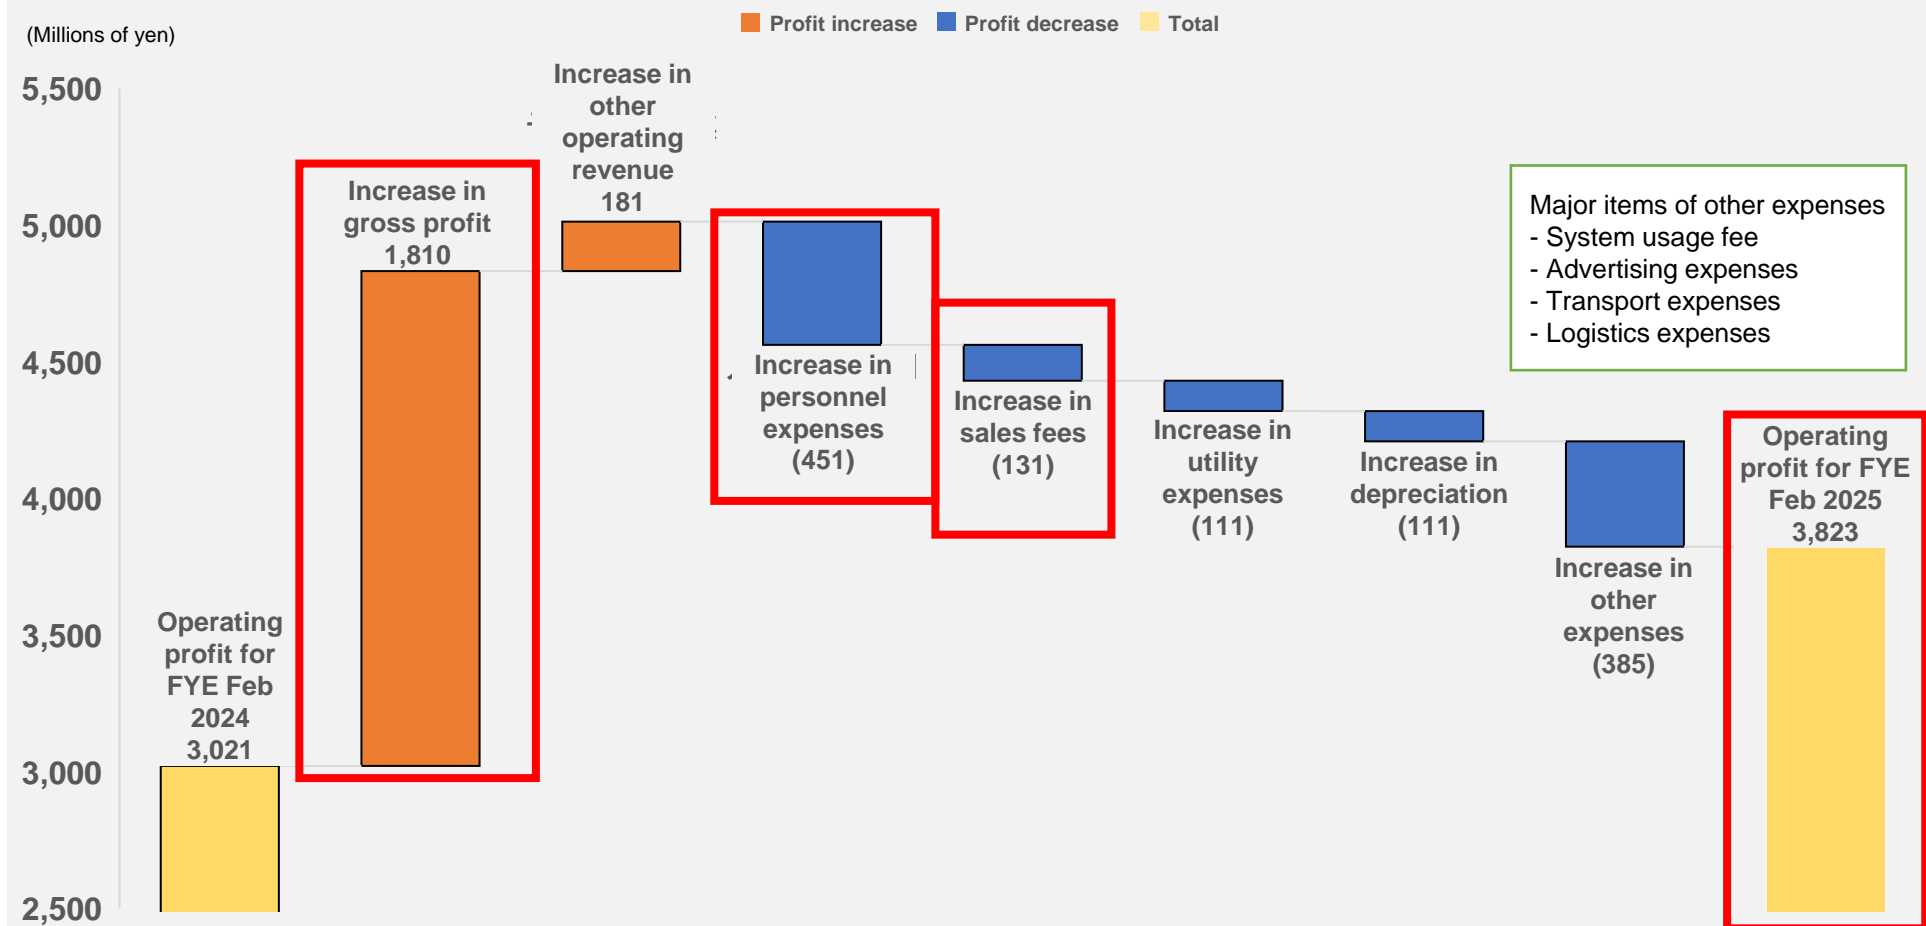 (Millions of yen)
Profit increase
Profit decrease
Total
5,500
5,000
4,500
4,000
3,500
3,000
2,500
Operating
profit for
FYE Feb
2024
3,021
Increase in
gross profit
1,810
Increase in
other
operating
revenue
181
Increase in
personnel
expenses
(451)
Increase in
sales fees
(131)
Increase in
utility
expenses
(111)
Increase in
depreciation
(111)
Increase in
other
expenses
(385)
Operating
profit for FYE
Feb 2025
3,823
Major items of other expenses
- System usage fee
- Advertising expenses
- Transport expenses
- Logistics expenses